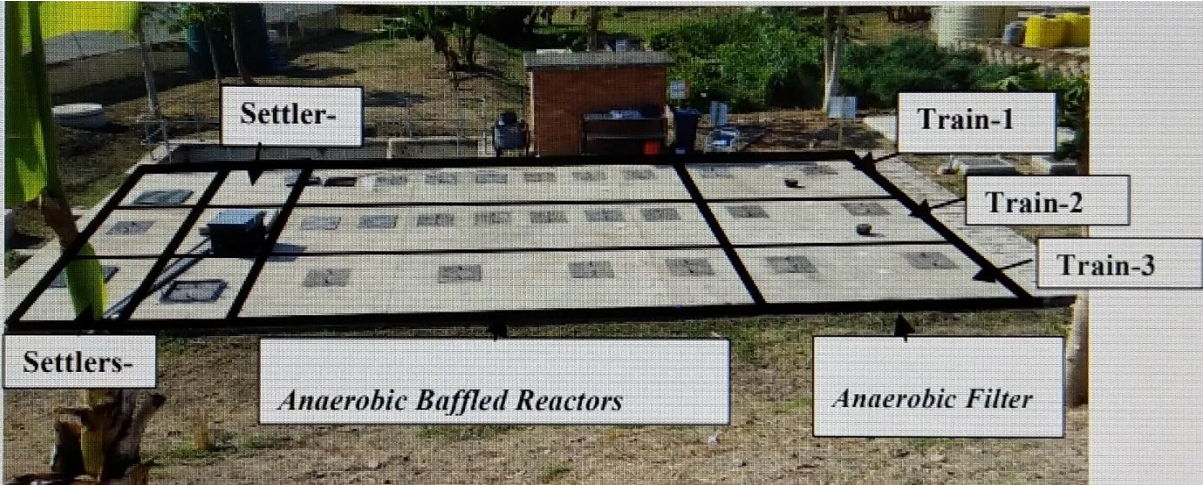 Settler-
Train-1
Train-2
Train-3
Settlers-
Anaerobic Baffled Reactors
Anaerobic Filter